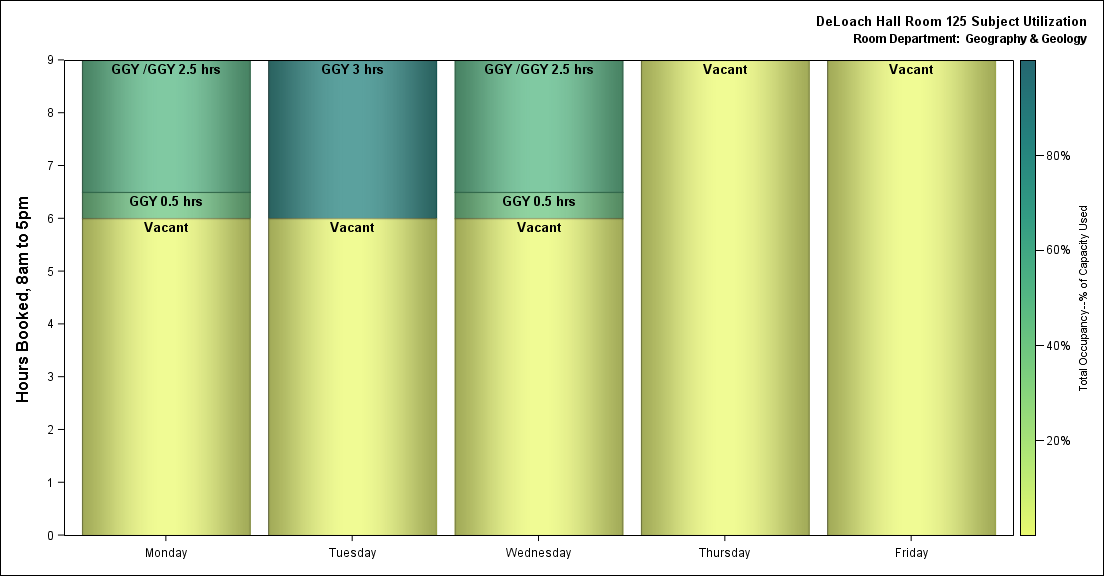 DeLoach Hall Room 125 Subject Utilization
Room Department: Geography & Geology
Hours Booked, 8am to 5pm
9
8
7
6
5
4
3
2
1
0
GGY /GGY 2.5 hrs
GGY 0.5 hrs
Vacant
GGY 3 hrs
Vacant
GGY /GGY 2.5 hrs
GGY 0.5 hrs
Vacant
Vacant
Vacant
Monday
Tuesday
Wednesday
Thursday
Friday
80%
60%
40%
20%
Total Occupancy--% of Capacity Used